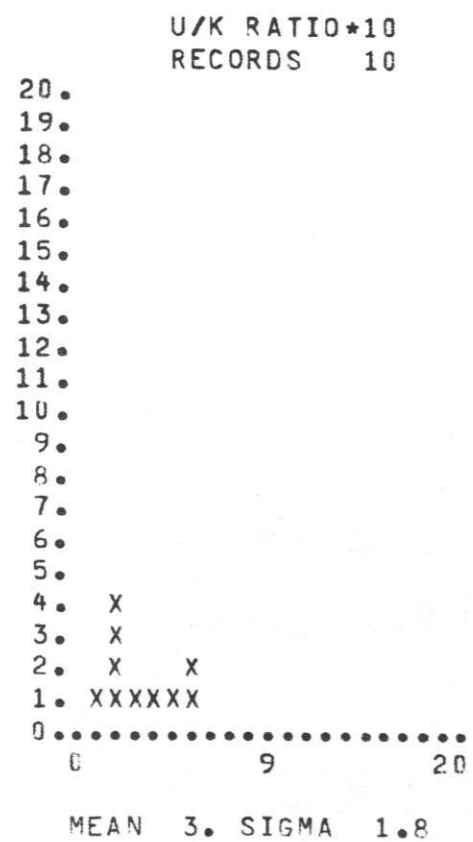 U/K RATIO*10
RECORDS 10
20.
19.
18.
17.
16.
15.
14.
13.
12.
11.
10.
9.
8.
7.
6.
5.
4. X
3. X
2. X X
1. XXXXXX
0.....................
0 9 20
MEAN 3. SIGMA 1.8